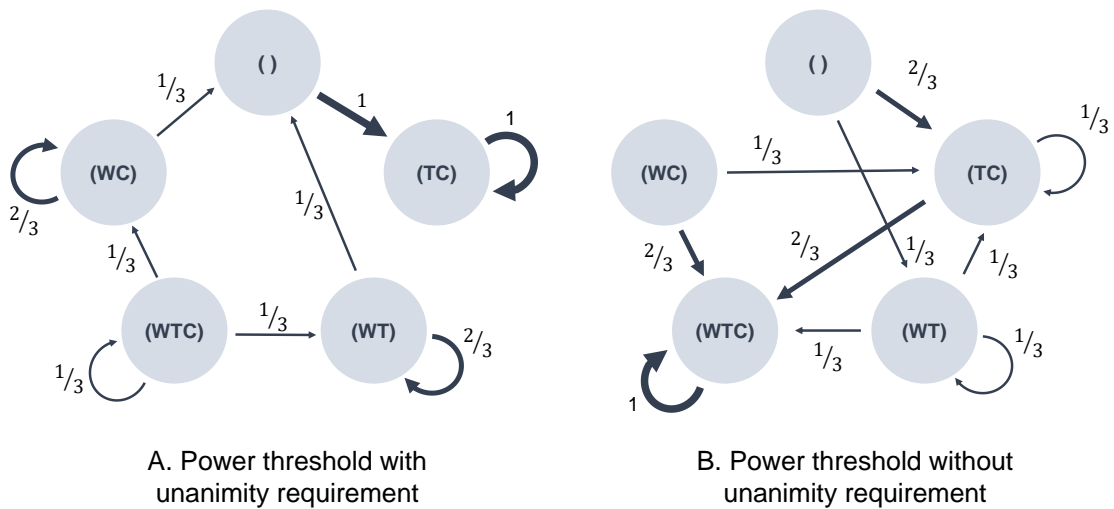 ( )
1/3
1
1
(WC)
(TC)
2/3
1/3
1/3
1/3
(WTC)
(WT)
2/3
1/3
A. Power threshold with
unanimity requirement
( )
2/3
1/3
(WC)
1/3
(TC)
2/3
2/3
1/3
1/3
(WTC)
(WT)
1/3
1/3
1
B. Power threshold without
unanimity requirement